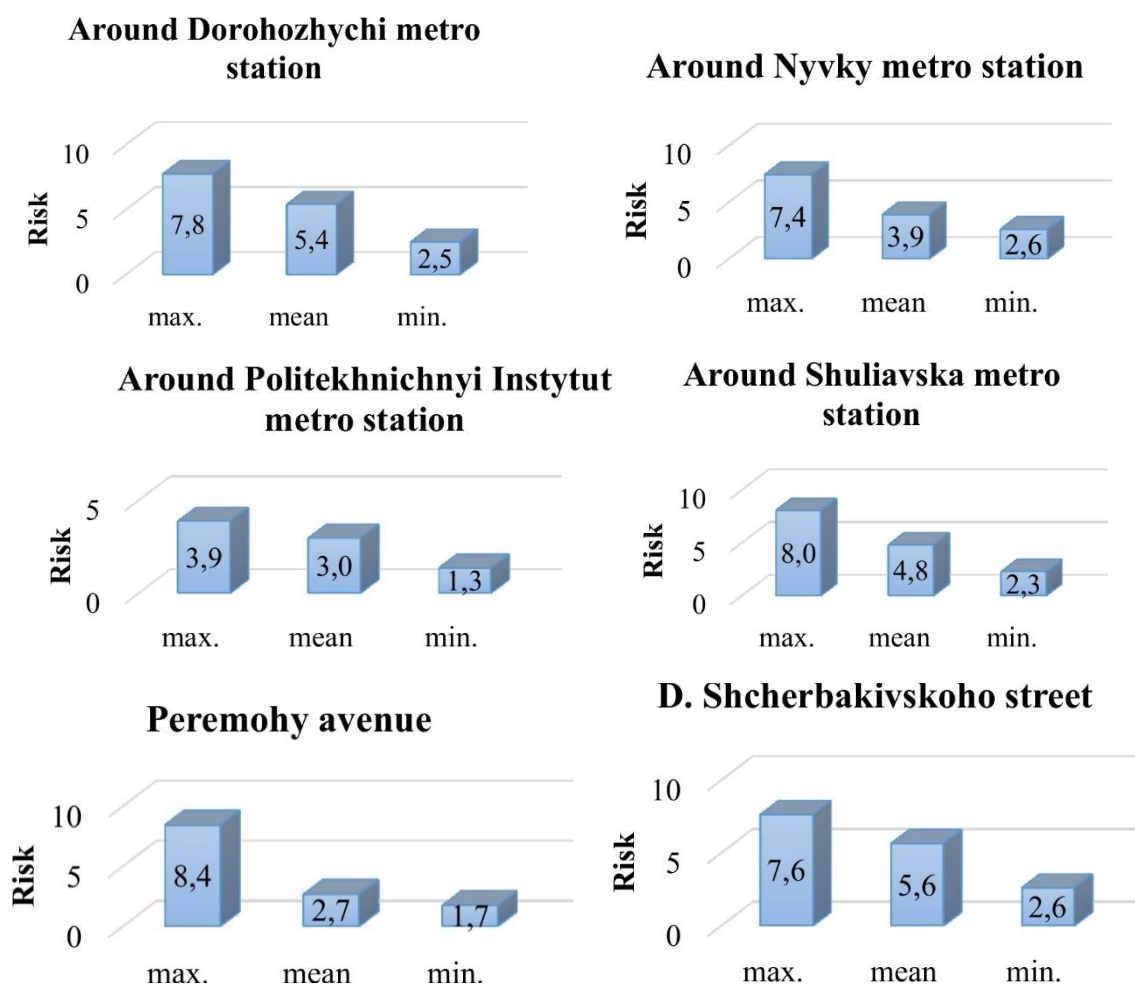 Around Dorohozhychi metro
station
10
5
0
Risk
7,8
5,4
2,5
max.
mean
min.
Around Nyvky metro station
10
5
0
Risk
7,4
3,9
2,6
max.
mean
min.
Around Politekhnichnyi Instytut
metro station
5
0
Risk
3,9
3,0
1,3
max.
mean
min.
Around Shuliavska metro
station
10
5
0
Risk
8,0
4,8
2,3
max.
mean
min.
Peremohy avenue
10
5
0
Risk
8,4
2,7
1,7
max.
mean
min.
D. Shcherbakivskoho street
10
5
0
Risk
7,6
5,6
2,6
max.
mean
min.